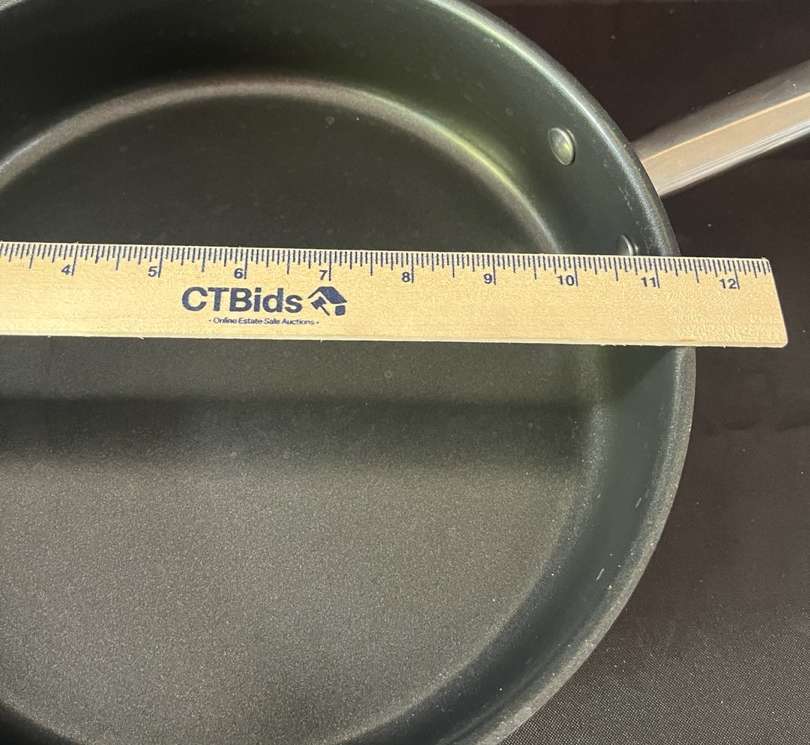 4 5 6 7 8 9 10 11 12
CTBids
- Online Estate Sale Auctions -